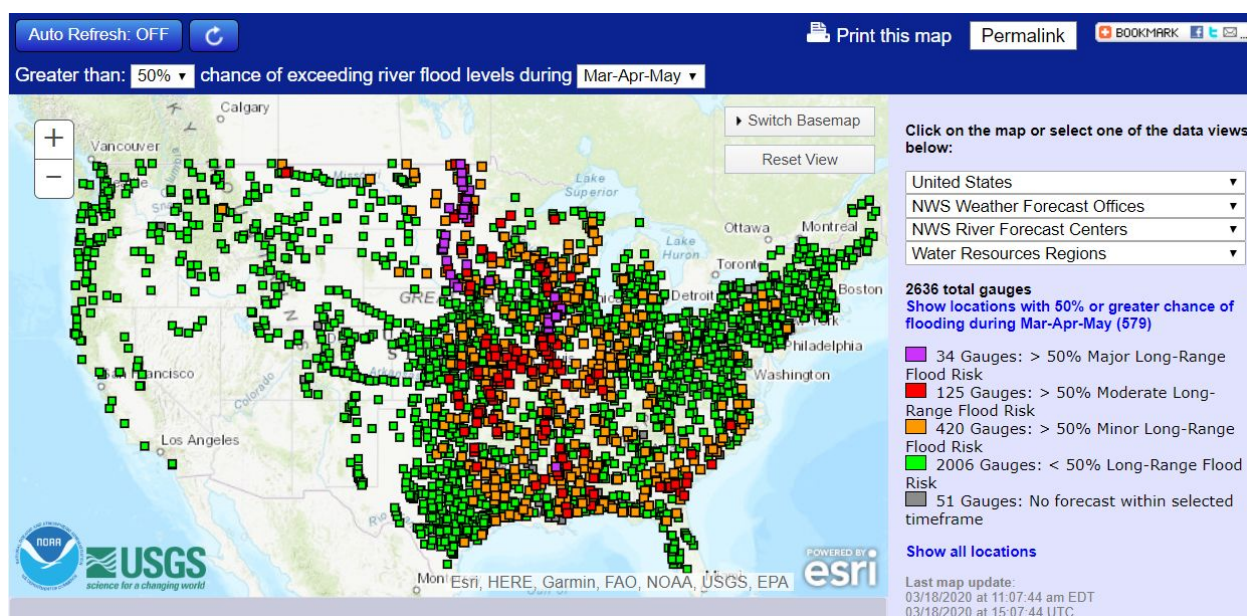 Auto Refresh: OFF
Print this map
Permalink
BOOKMARK
Greater than: 50% chance of exceeding river flood levels during Mar-Apr-May
Calgary
Vancouver
Switch Basemap
Reset View
+
−
Missouri
Lake
Superior
Ottawa
Montreal
Lake
Huron
Toronto
Detroit
Boston
Philadelphia
Washington
Arkansas
Colorado
Los Angeles
NOAA
USGS
science for a changing world
Esri, HERE, Garmin, FAO, NOAA, USGS, EPA
POWERED BY
esri
Click on the map or select one of the data views
below:
United States
NWS Weather Forecast Offices
NWS River Forecast Centers
Water Resources Regions
2636 total gauges
Show locations with 50% or greater chance of
flooding during Mar-Apr-May (579)
34 Gauges: > 50% Major Long-Range
Flood Risk
125 Gauges: > 50% Moderate Long-
Range Flood Risk
420 Gauges: > 50% Minor Long-Range
Flood Risk
2006 Gauges: < 50% Long-Range Flood
Risk
51 Gauges: No forecast within selected
timeframe
Show all locations
Last map update:
03/18/2020 at 11:07:44 am EDT
03/18/2020 at 15:07:44 UTC